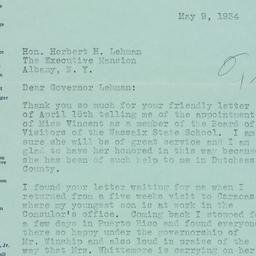 May 9, 1934
Hon. Herbert H. Lehman
The Executive Mansion
Albany, N. Y.
Dear Governor Lehman:
Thank you so much for your friendly letter
of April 16th telling me of the appointment
of Miss Vincent as a member of the Board of
Visitors of the Wassaix State School. I am
sure she will be of great service and I am
glad to have her honored in this way because
she has been of such help to me in Dutchess
County.
I found your letter waiting for me when I
returned from a five weeks visit to Caracas
where my youngest son is at work in the
Consulor's office. Coming back I stopped fo
a few days in Puerto Rico and found everyone
there so happy under the governorship of
Mr. Winship and also loud in praise of the
way that Mrs. Whittemore is carrying on her
Jr.